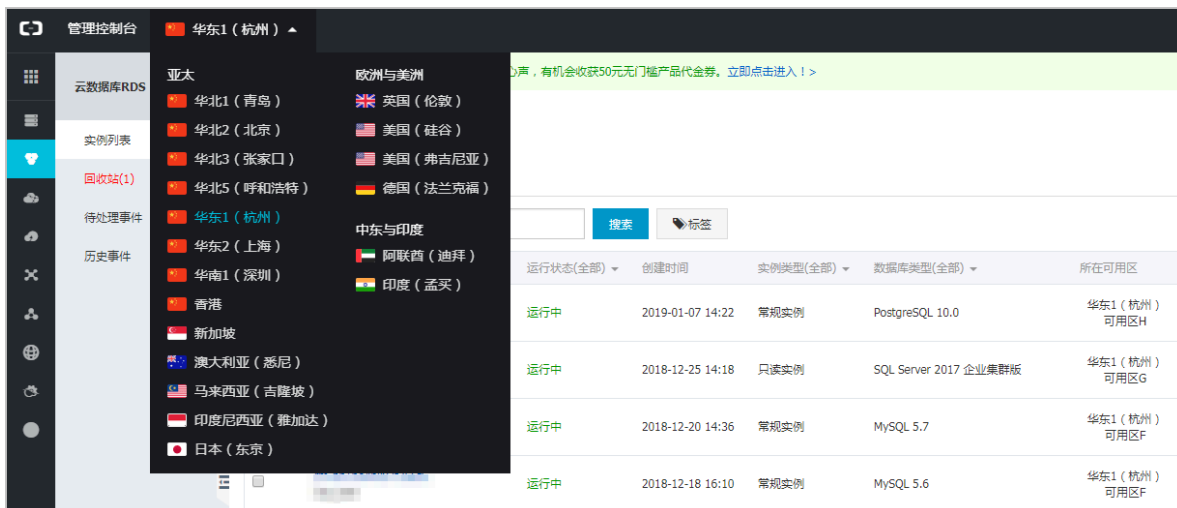 管理控制台
华东1 ( 杭州 )
云数据库RDS
实例列表
回收站(1)
待处理事件
历史事件
亚太
华北1 ( 青岛 )
华北2 ( 北京 )
华北3 ( 张家口 )
华北5 ( 呼和浩特 )
华东1 ( 杭州 )
华东2 ( 上海 )
华南1 ( 深圳 )
香港
新加坡
澳大利亚 ( 悉尼 )
马来西亚 ( 吉隆坡 )
印度尼西亚 ( 雅加达 )
日本 ( 东京 )
欧洲与美洲
英国 ( 伦敦 )
美国 ( 硅谷 )
美国 ( 弗吉尼亚 )
德国 ( 法兰克福 )
中东与印度
阿联酋 ( 迪拜 )
印度 ( 孟买 )
心声，有机会收获50元无门槛产品代金券。立即点击进入！>
搜索 标签
运行状态(全部) 创建时间 实例类型(全部) 数据库类型(全部) 所在可用区
运行中 2019-01-07 14:22 常规实例 PostgreSQL 10.0 华东1 ( 杭州 )
可用区H
运行中 2018-12-25 14:18 只读实例 SQL Server 2017 企业集群版 华东1 ( 杭州 )
可用区G
运行中 2018-12-20 14:36 常规实例 MySQL 5.7 华东1 ( 杭州 )
可用区F
运行中 2018-12-18 16:10 常规实例 MySQL 5.6 华东1 ( 杭州 )
可用区F